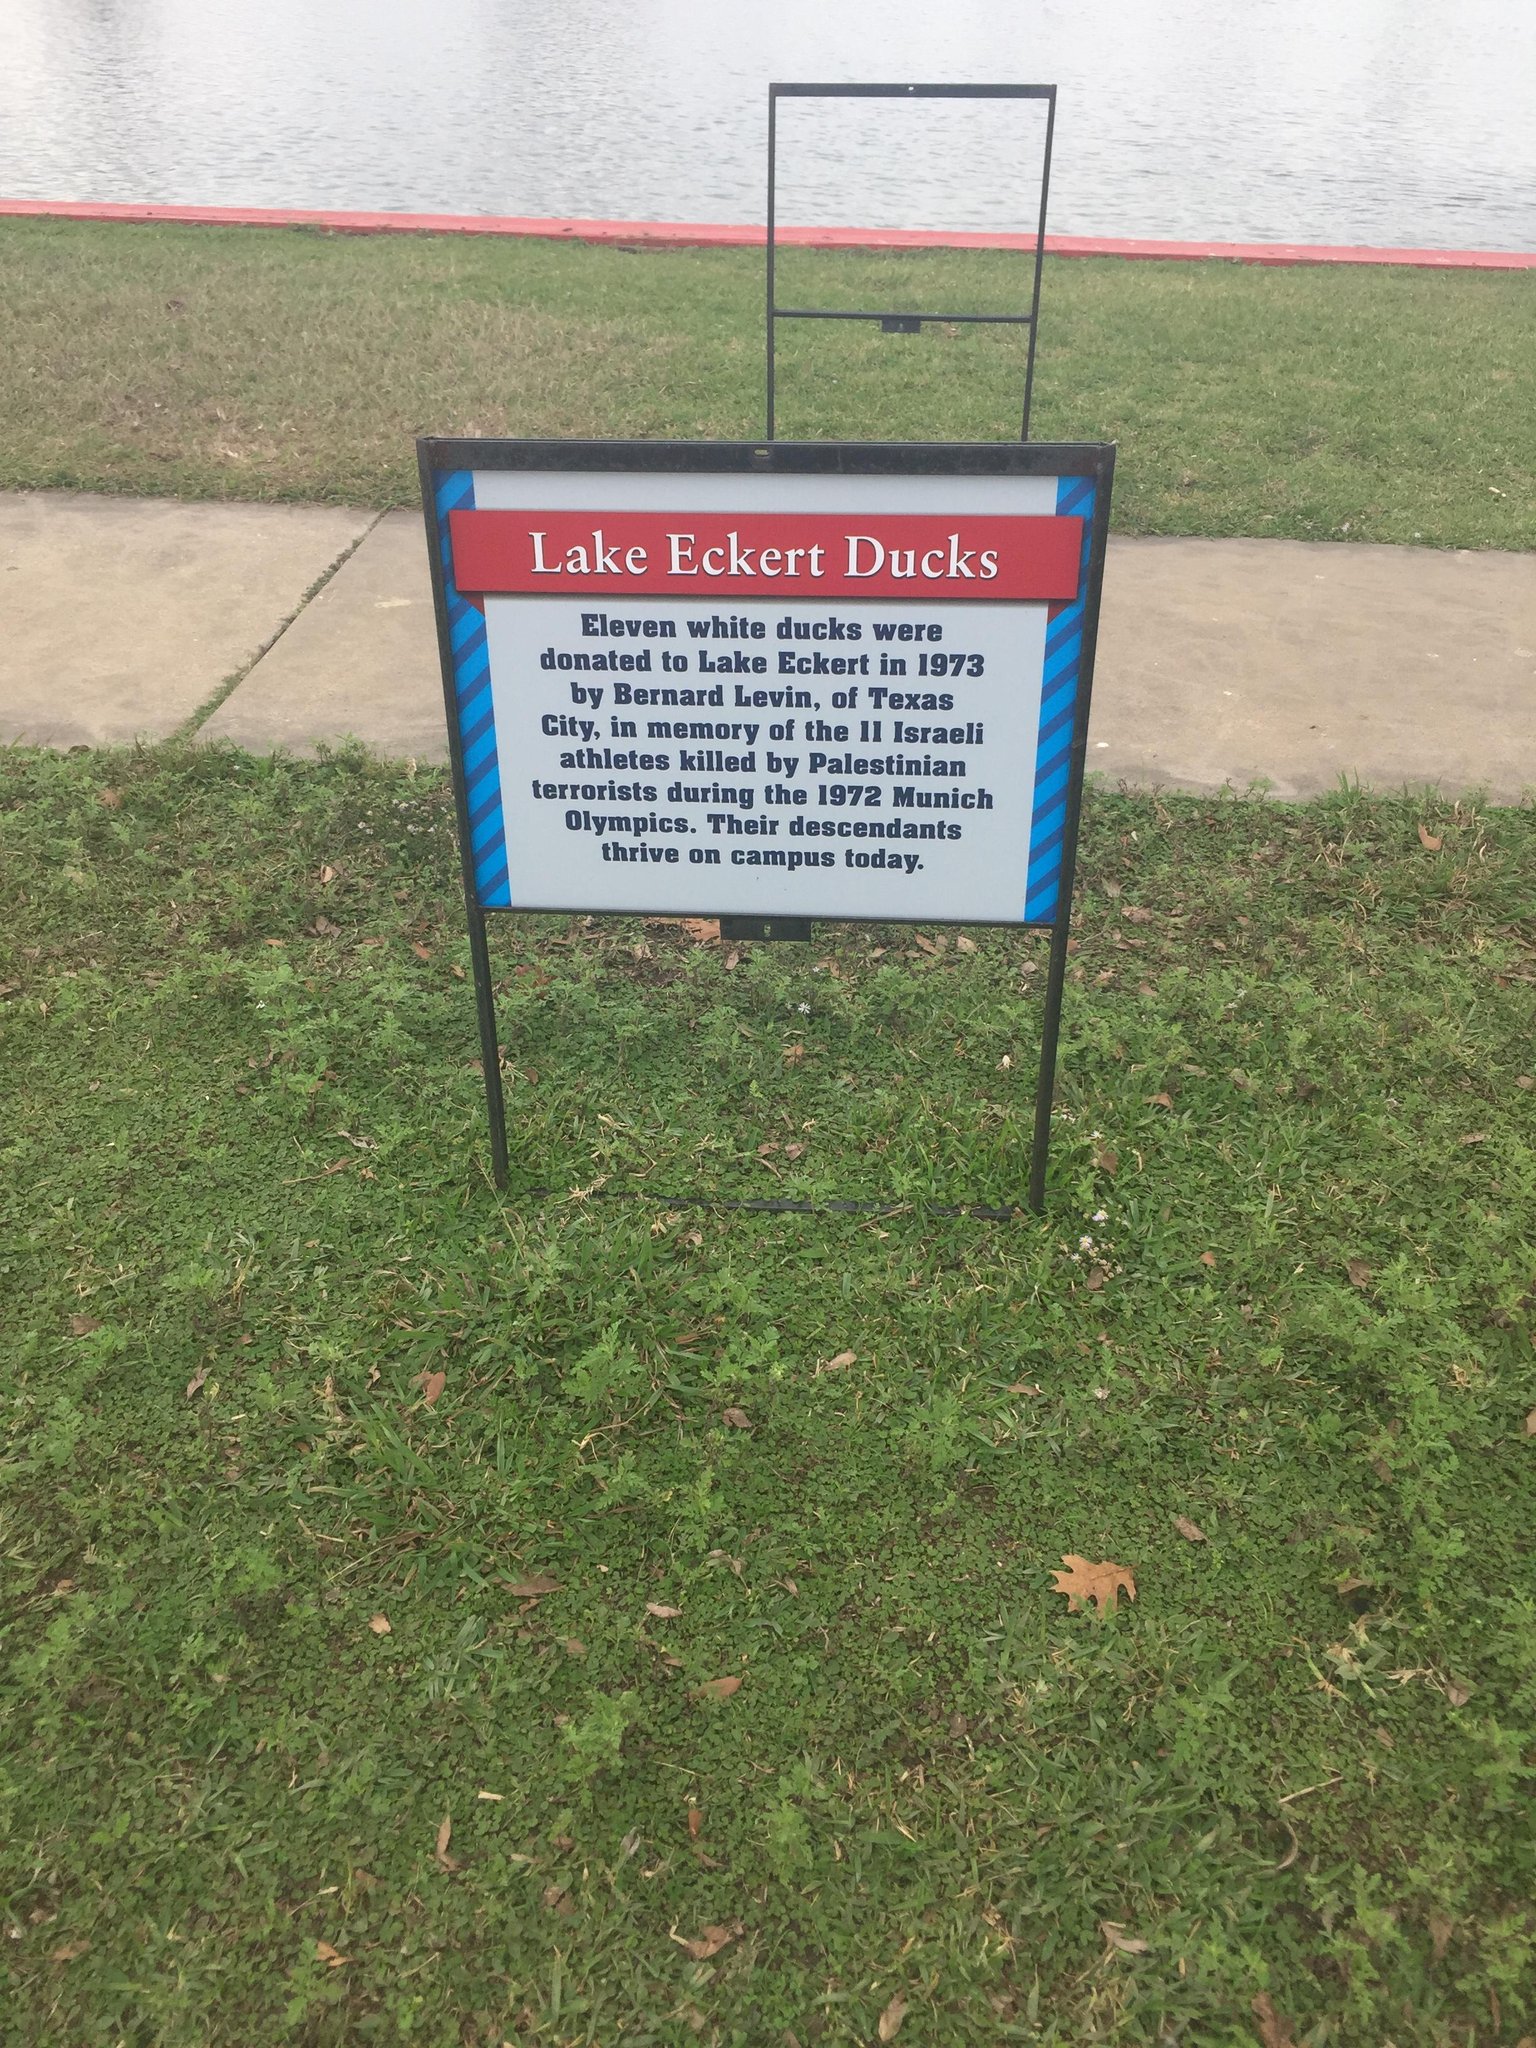 Lake Eckert Ducks
Eleven white ducks were
donated to Lake Eckert in 1973
by Bernard Levin, of Texas
City, in memory of the 11 Israeli
athletes killed by Palestinian
terrorists during the 1972 Munich
Olympics. Their descendants
thrive on campus today.